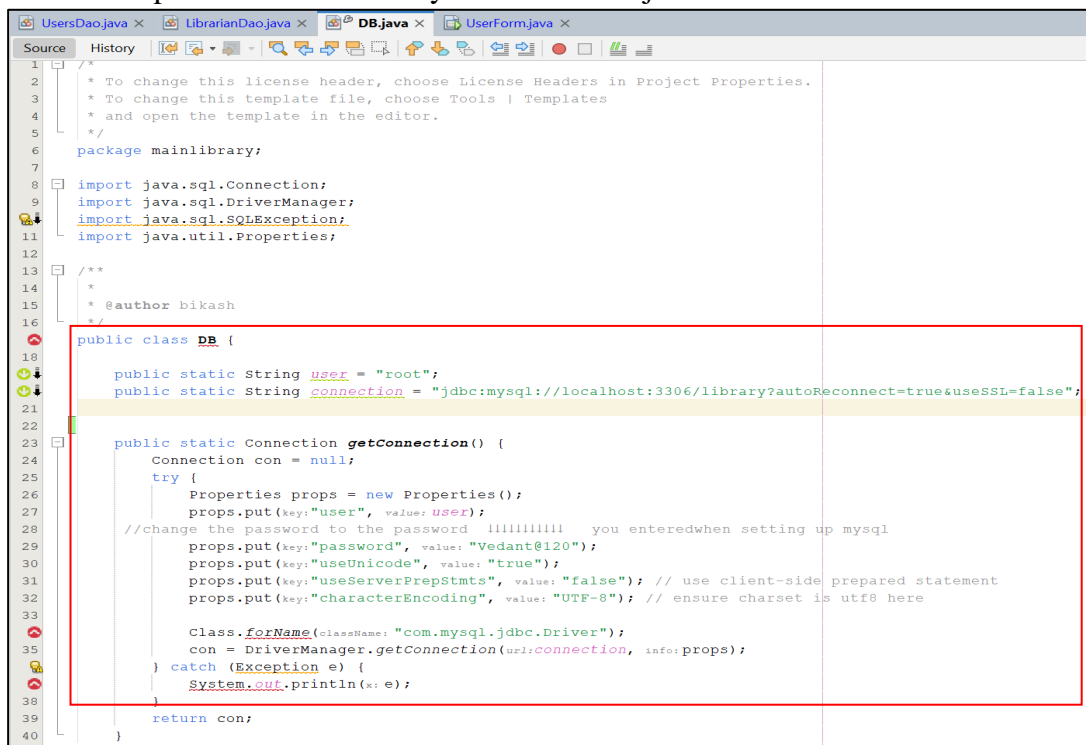 UsersDao.java × LibrarianDao.java × DB.java × UserForm.java ×
Source History
1 /*
2 * To change this license header, choose License Headers in Project Properties.
3 * To change this template file, choose Tools | Templates
4 * and open the template in the editor.
5 */
6 package mainlibrary;
7
8 import java.sql.Connection;
9 import java.sql.DriverManager;
import java.sql.SQLException;
11 import java.util.Properties;
12
13 /**
14 *
15 * @author bikash
16 */
public class DB {
18
public static String user = "root";
public static String connection = "jdbc:mysql://localhost:3306/library?autoReconnect=true&useSSL=false";
21
22
23 public static Connection getConnection() {
24 Connection con = null;
25 try {
26 Properties props = new Properties();
27 props.put(key:"user", value: user);
28 //change the password to the password ↓↓↓↓↓↓↓↓↓↓↓ you enteredwhen setting up mysql
29 props.put(key:"password", value: "Vedant@120");
30 props.put(key:"useUnicode", value: "true");
31 props.put(key:"useServerPrepStmts", value: "false"); // use client-side prepared statement
32 props.put(key:"characterEncoding", value: "UTF-8"); // ensure charset is utf8 here
33
Class.forName(className: "com.mysql.jdbc.Driver");
35 con = DriverManager.getConnection(url:connection, info: props);
} catch (Exception e) {
System.out.println(x: e);
38 }
39 return con;
40 }